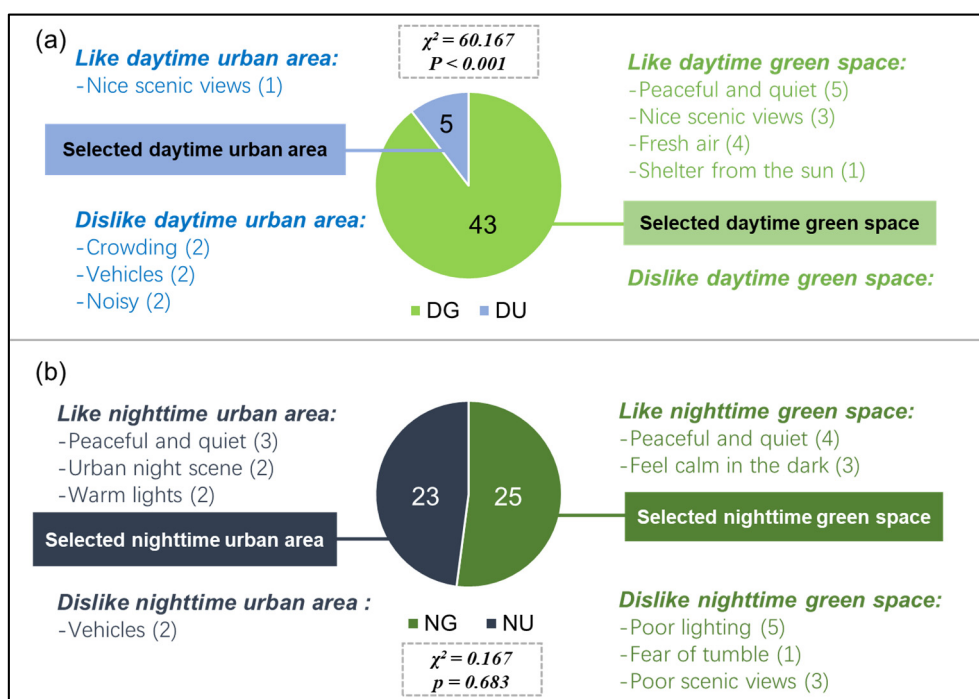 (a)
χ² = 60.167
P < 0.001
Like daytime urban area:
-Nice scenic views (1)
Selected daytime urban area
Dislike daytime urban area:
-Crowding (2)
-Vehicles (2)
-Noisy (2)
5
43
DG DU
Like daytime green space:
-Peaceful and quiet (5)
-Nice scenic views (3)
-Fresh air (4)
-Shelter from the sun (1)
Selected daytime green space
Dislike daytime green space:
(b)
Like nighttime urban area:
-Peaceful and quiet (3)
-Urban night scene (2)
-Warm lights (2)
Selected nighttime urban area
Dislike nighttime urban area :
-Vehicles (2)
23
25
NG NU
χ² = 0.167
p = 0.683
Like nighttime green space:
-Peaceful and quiet (4)
-Feel calm in the dark (3)
Selected nighttime green space
Dislike nighttime green space:
-Poor lighting (5)
-Fear of tumble (1)
-Poor scenic views (3)